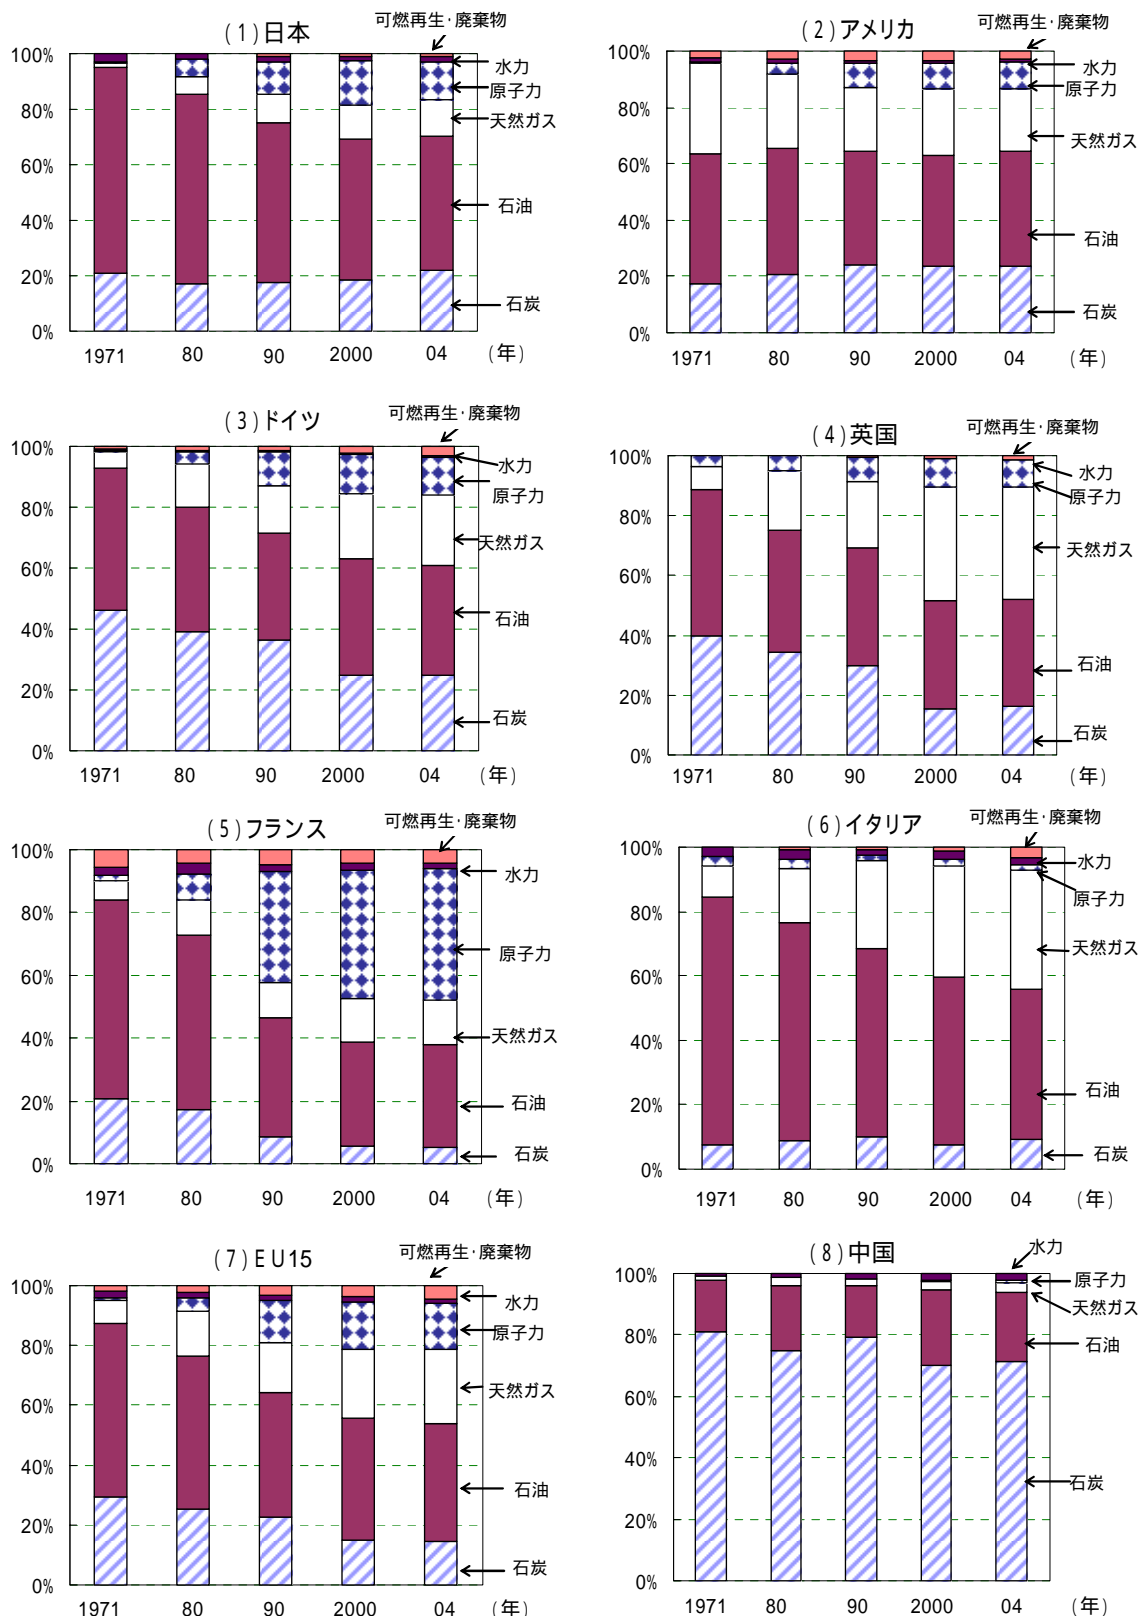 (1)日本
可燃再生・廃棄物
100%
80%
60%
40%
20%
0%
水力
原子力
天然ガス
石油
石炭
1971 80 90 2000 04 (年)
(2)アメリカ
可燃再生・廃棄物
100%
80%
60%
40%
20%
0%
水力
原子力
天然ガス
石油
石炭
1971 80 90 2000 04 (年)
(3)ドイツ
可燃再生・廃棄物
100%
80%
60%
40%
20%
0%
水力
原子力
天然ガス
石油
石炭
1971 80 90 2000 04 (年)
(4)英国
可燃再生・廃棄物
100%
80%
60%
40%
20%
0%
水力
原子力
天然ガス
石油
石炭
1971 80 90 2000 04 (年)
(5)フランス
可燃再生・廃棄物
100%
80%
60%
40%
20%
0%
水力
原子力
天然ガス
石油
石炭
1971 80 90 2000 04 (年)
(6)イタリア
可燃再生・廃棄物
100%
80%
60%
40%
20%
0%
水力
原子力
天然ガス
石油
石炭
1971 80 90 2000 04 (年)
(7)EU15
可燃再生・廃棄物
100%
80%
60%
40%
20%
0%
水力
原子力
天然ガス
石油
石炭
1971 80 90 2000 04 (年)
(8)中国
100%
80%
60%
40%
20%
0%
水力
原子力
天然ガス
石油
石炭
1971 80 90 2000 04 (年)